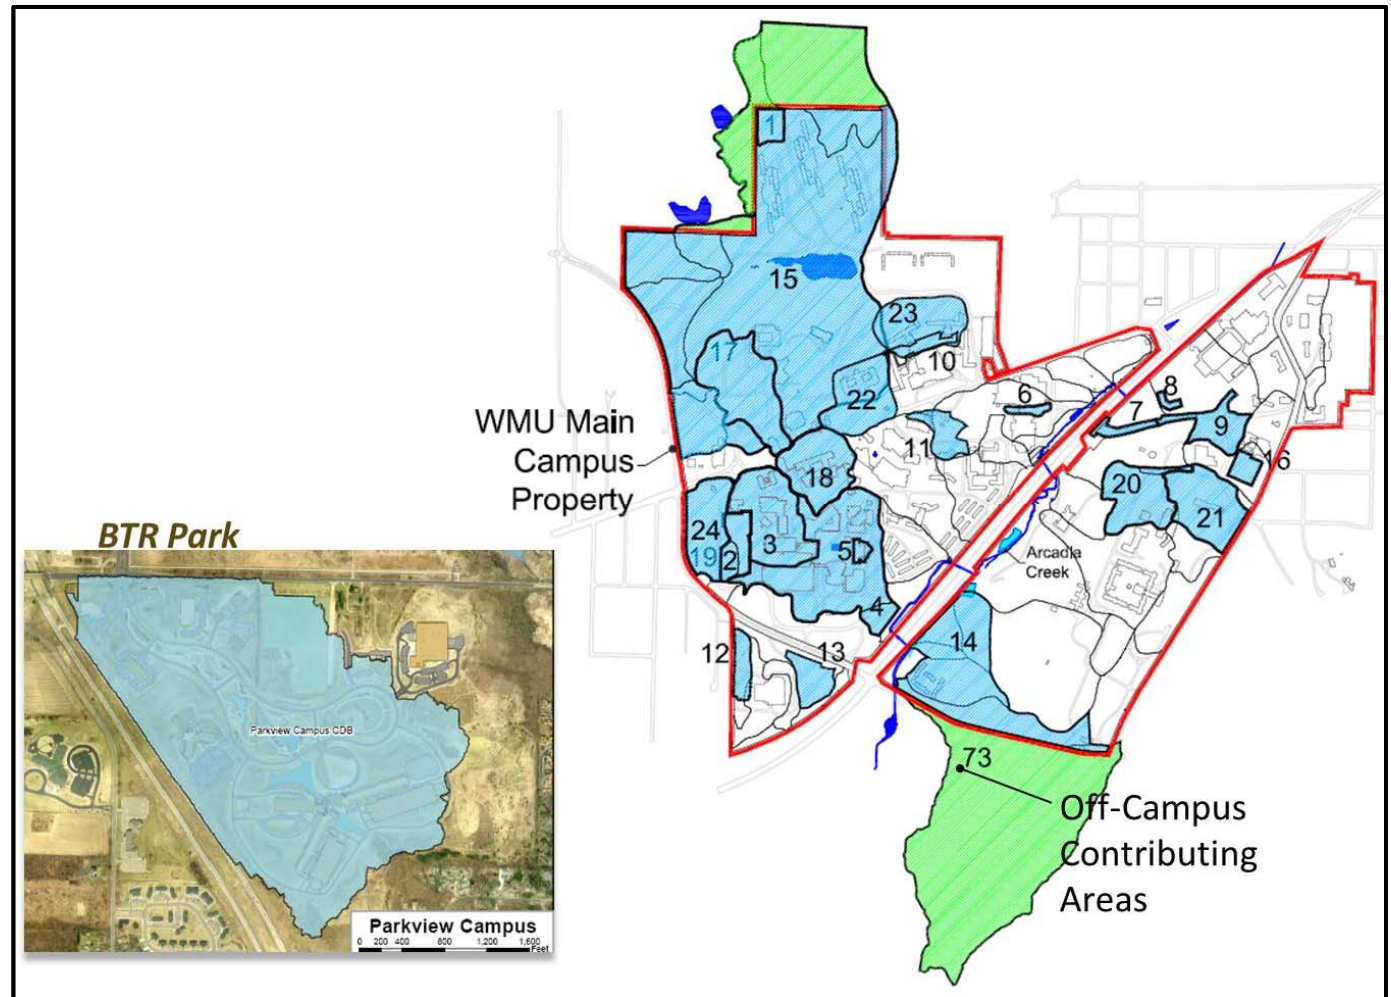 1
15
23
17
10
22
6
8
7
9
WMU Main
Campus
Property
11
16
18
20
21
24
3
5
19
2
Arcadia
Creek
BTR Park
4
14
12
13
Parkview Campus CDB
73
Off-Campus
Contributing
Areas
Parkview Campus
0 200 400 800 1,200 1,600
Feet